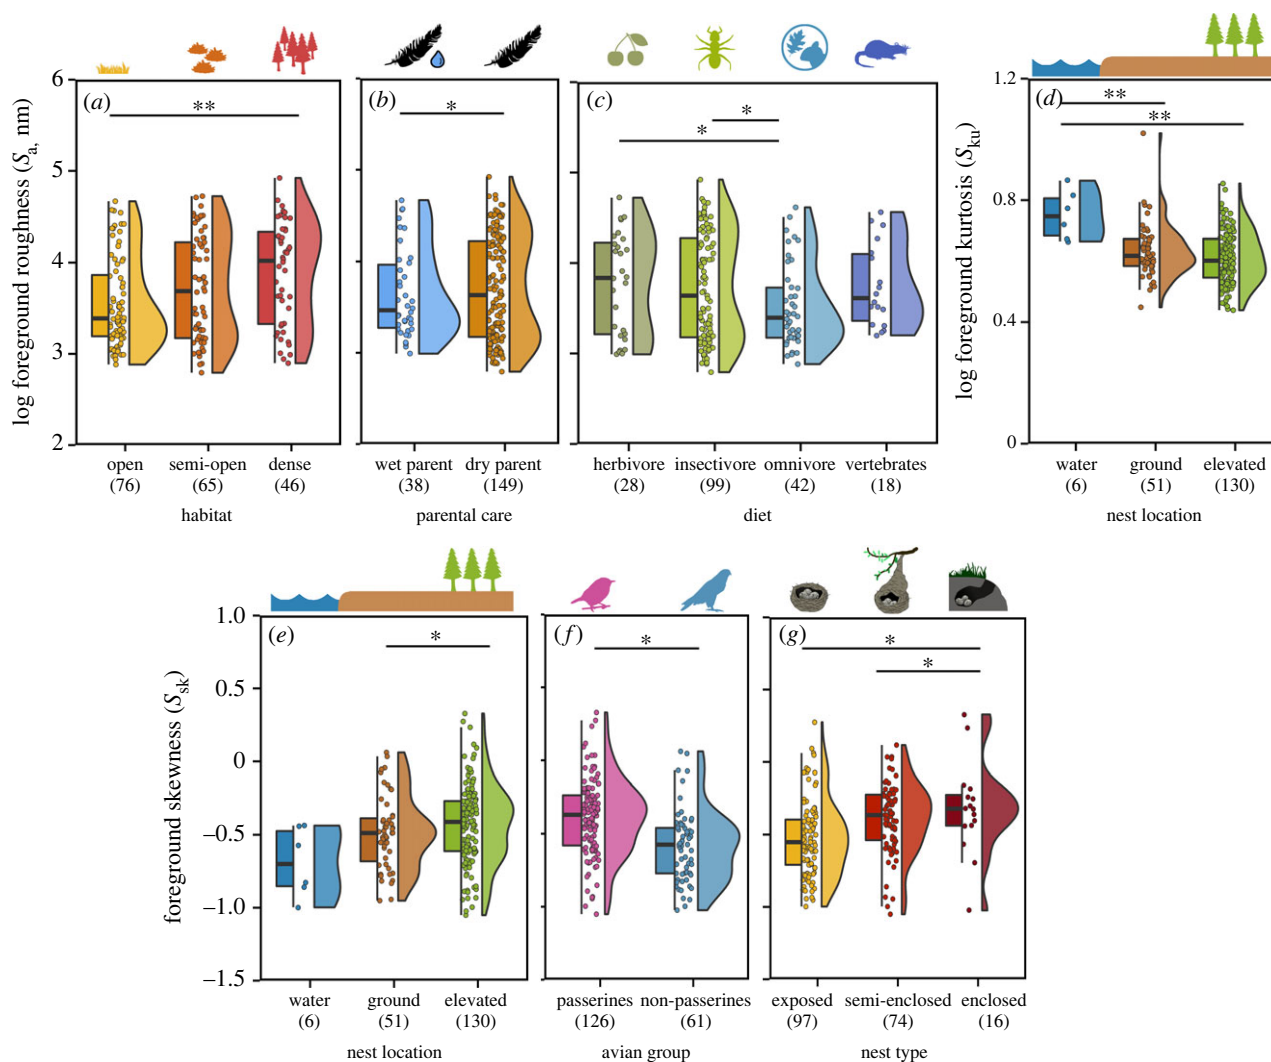 6
5
4
3
2
log foreground roughness (Sa, nm)
(a)
**
open
(76)
semi-open
(65)
dense
(46)
habitat
(b)
*
wet parent
(38)
dry parent
(149)
parental care
(c)
*
*
herbivore
(28)
insectivore
(99)
omnivore
(42)
vertebrates
(18)
diet
1.2
0.8
0.4
0
log foreground kurtosis (Sku)
(d)
**
**
water
(6)
ground
(51)
elevated
(130)
nest location
1.0
0.5
0
−0.5
−1.0
−1.5
foreground skewness (Ssk)
(e)
*
water
(6)
ground
(51)
elevated
(130)
nest location
(f)
*
passerines
(126)
non-passerines
(61)
avian group
(g)
*
*
exposed
(97)
semi-enclosed
(74)
enclosed
(16)
nest type